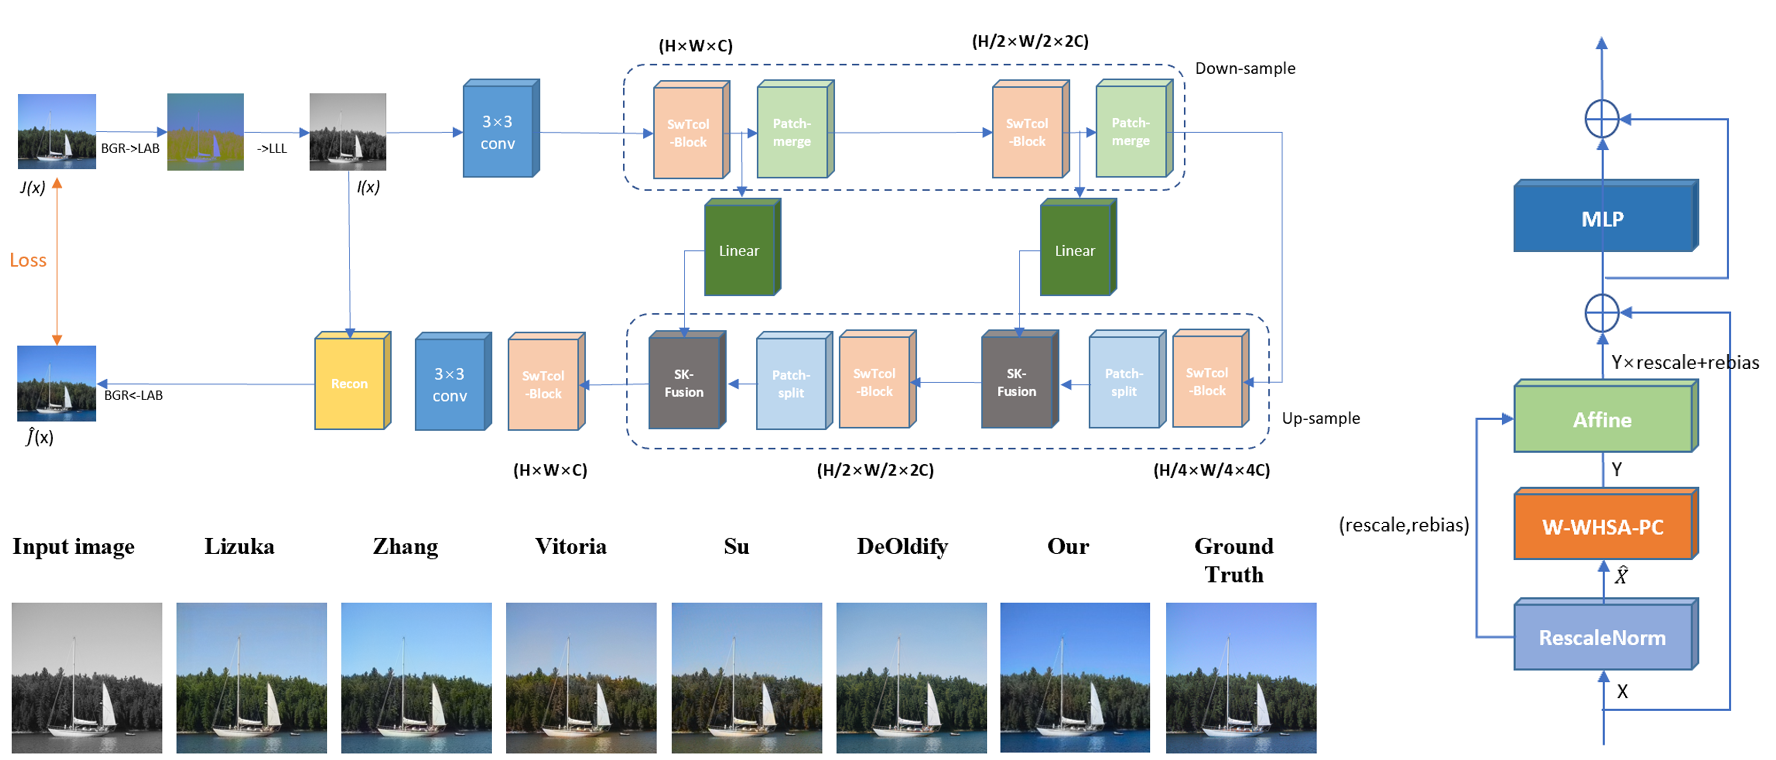 (H×W×C)
(H/2×W/2×2C)
Down-sample
3×3
conv
SwTcol
-Block
Patch-
merge
SwTcol
-Block
Patch-
merge
BGR->LAB
->LLL
J(x)
I(x)
Linear
Linear
Loss
Recon
3×3
conv
SwTcol
-Block
SK-
Fusion
Patch-
split
SwTcol
-Block
SK-
Fusion
Patch-
split
SwTcol
-Block
BGR<-LAB
Ĵ(x)
Up-sample
(H×W×C)
(H/2×W/2×2C)
(H/4×W/4×4C)
Input image
Lizuka
Zhang
Vitoria
Su
DeOldify
Our
Ground
Truth
MLP
Y×rescale+rebias
Affine
Y
(rescale,rebias)
W-WHSA-PC
X̂
RescaleNorm
X